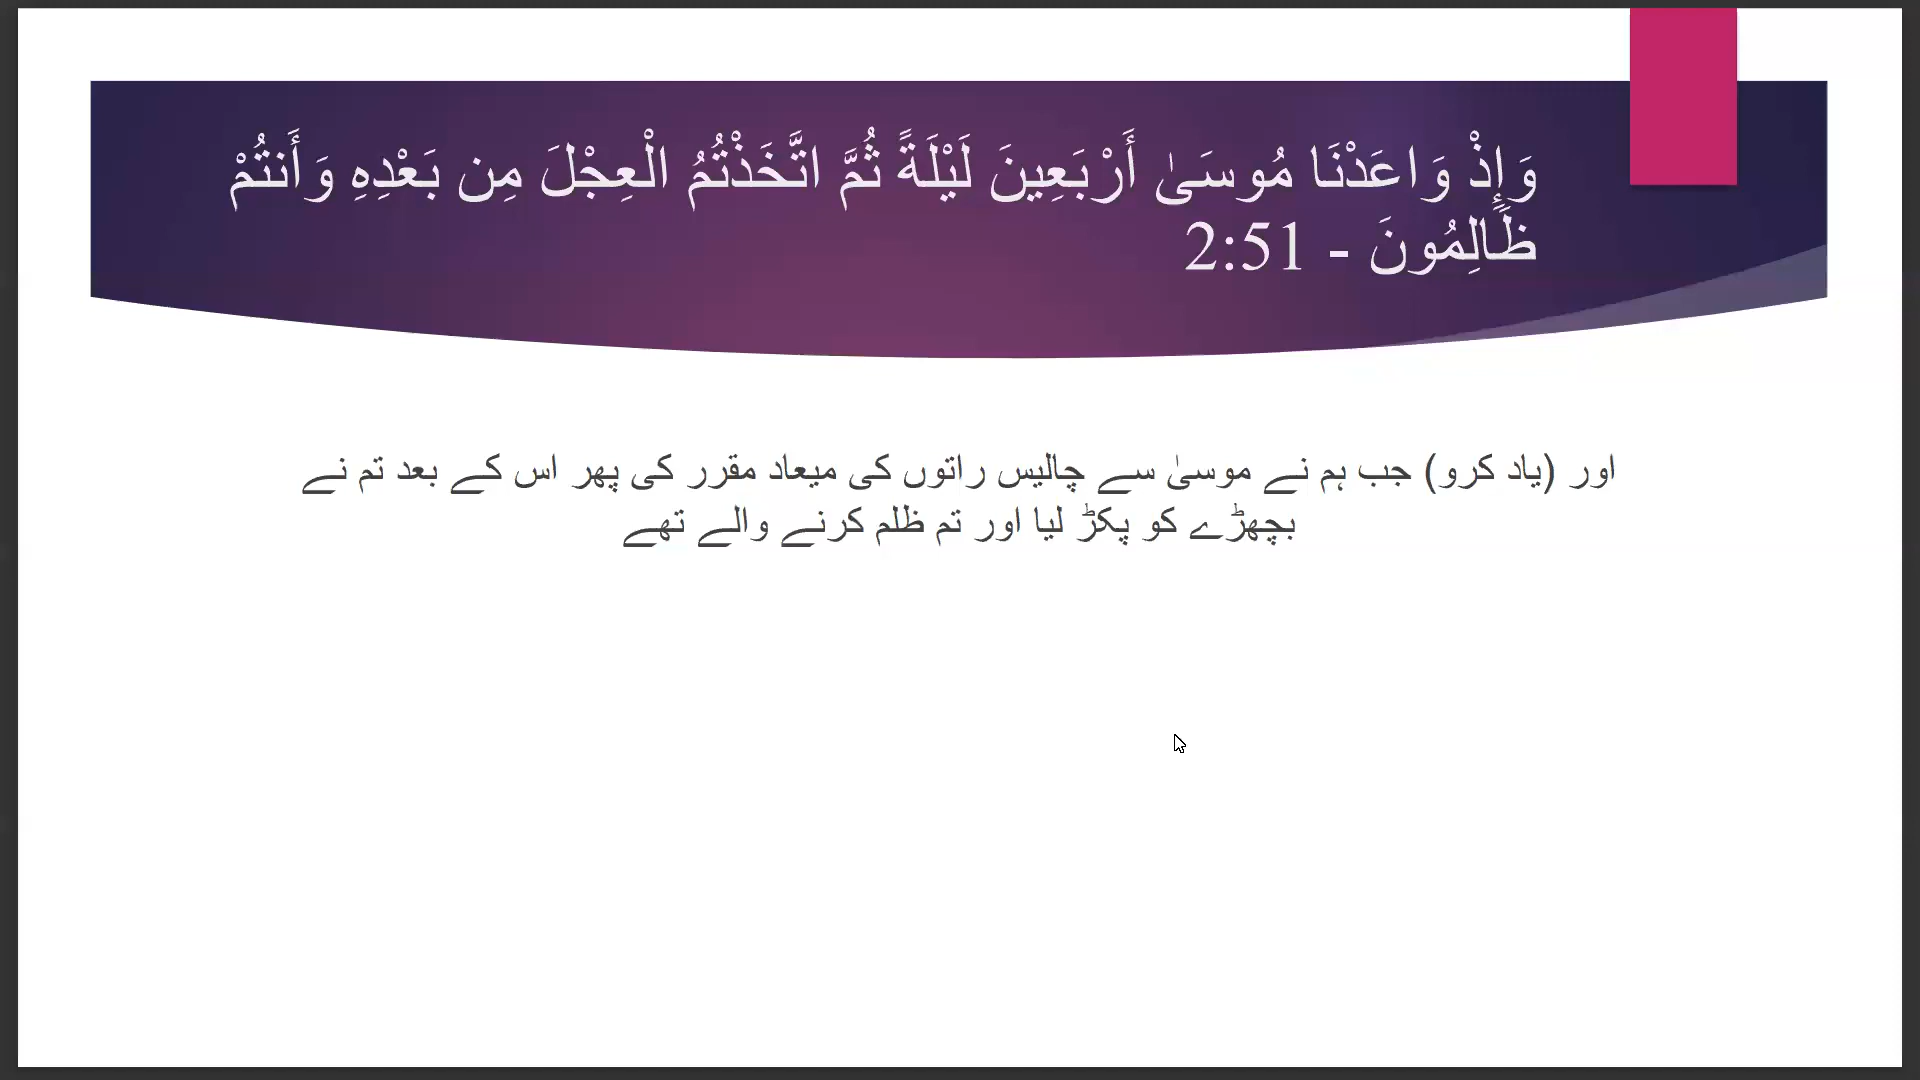 وَإِذْ وَاعَدْنَا مُوسَىٰ أَرْبَعِينَ لَيْلَةً ثُمَّ اتَّخَذْتُمُ الْعِجْلَ مِن بَعْدِهِ وَأَنتُمْ
ظَالِمُونَ - 2:51
اور (یاد کرو) جب ہم نے موسیٰ سے چالیس راتوں کی میعاد مقرر کی پھر اس کے بعد تم نے
بچھڑے کو پکڑ لیا اور تم ظلم کرنے والے تھے